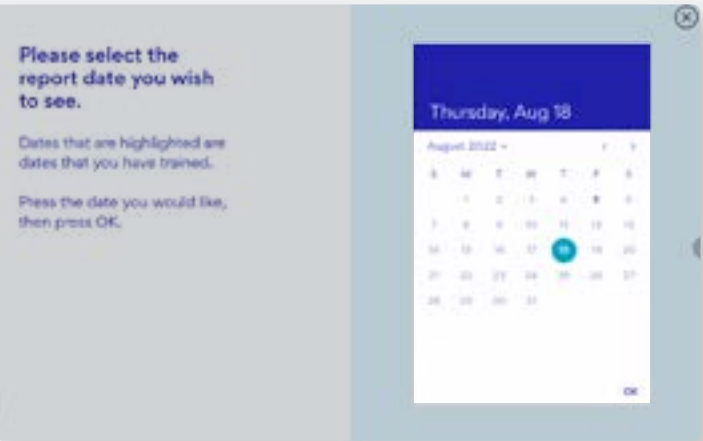 Please select the
report date you wish
to see.
Dates that are highlighted are
dates that you have trained.
Press the date you would like,
then press OK.
Thursday, Aug 18
August 2022
S M T W T F S
1 2 3 4 5 6
7 8 9 10 11 12 13
14 15 16 17 18 19 20
21 22 23 24 25 26 27
28 29 30 31
OK